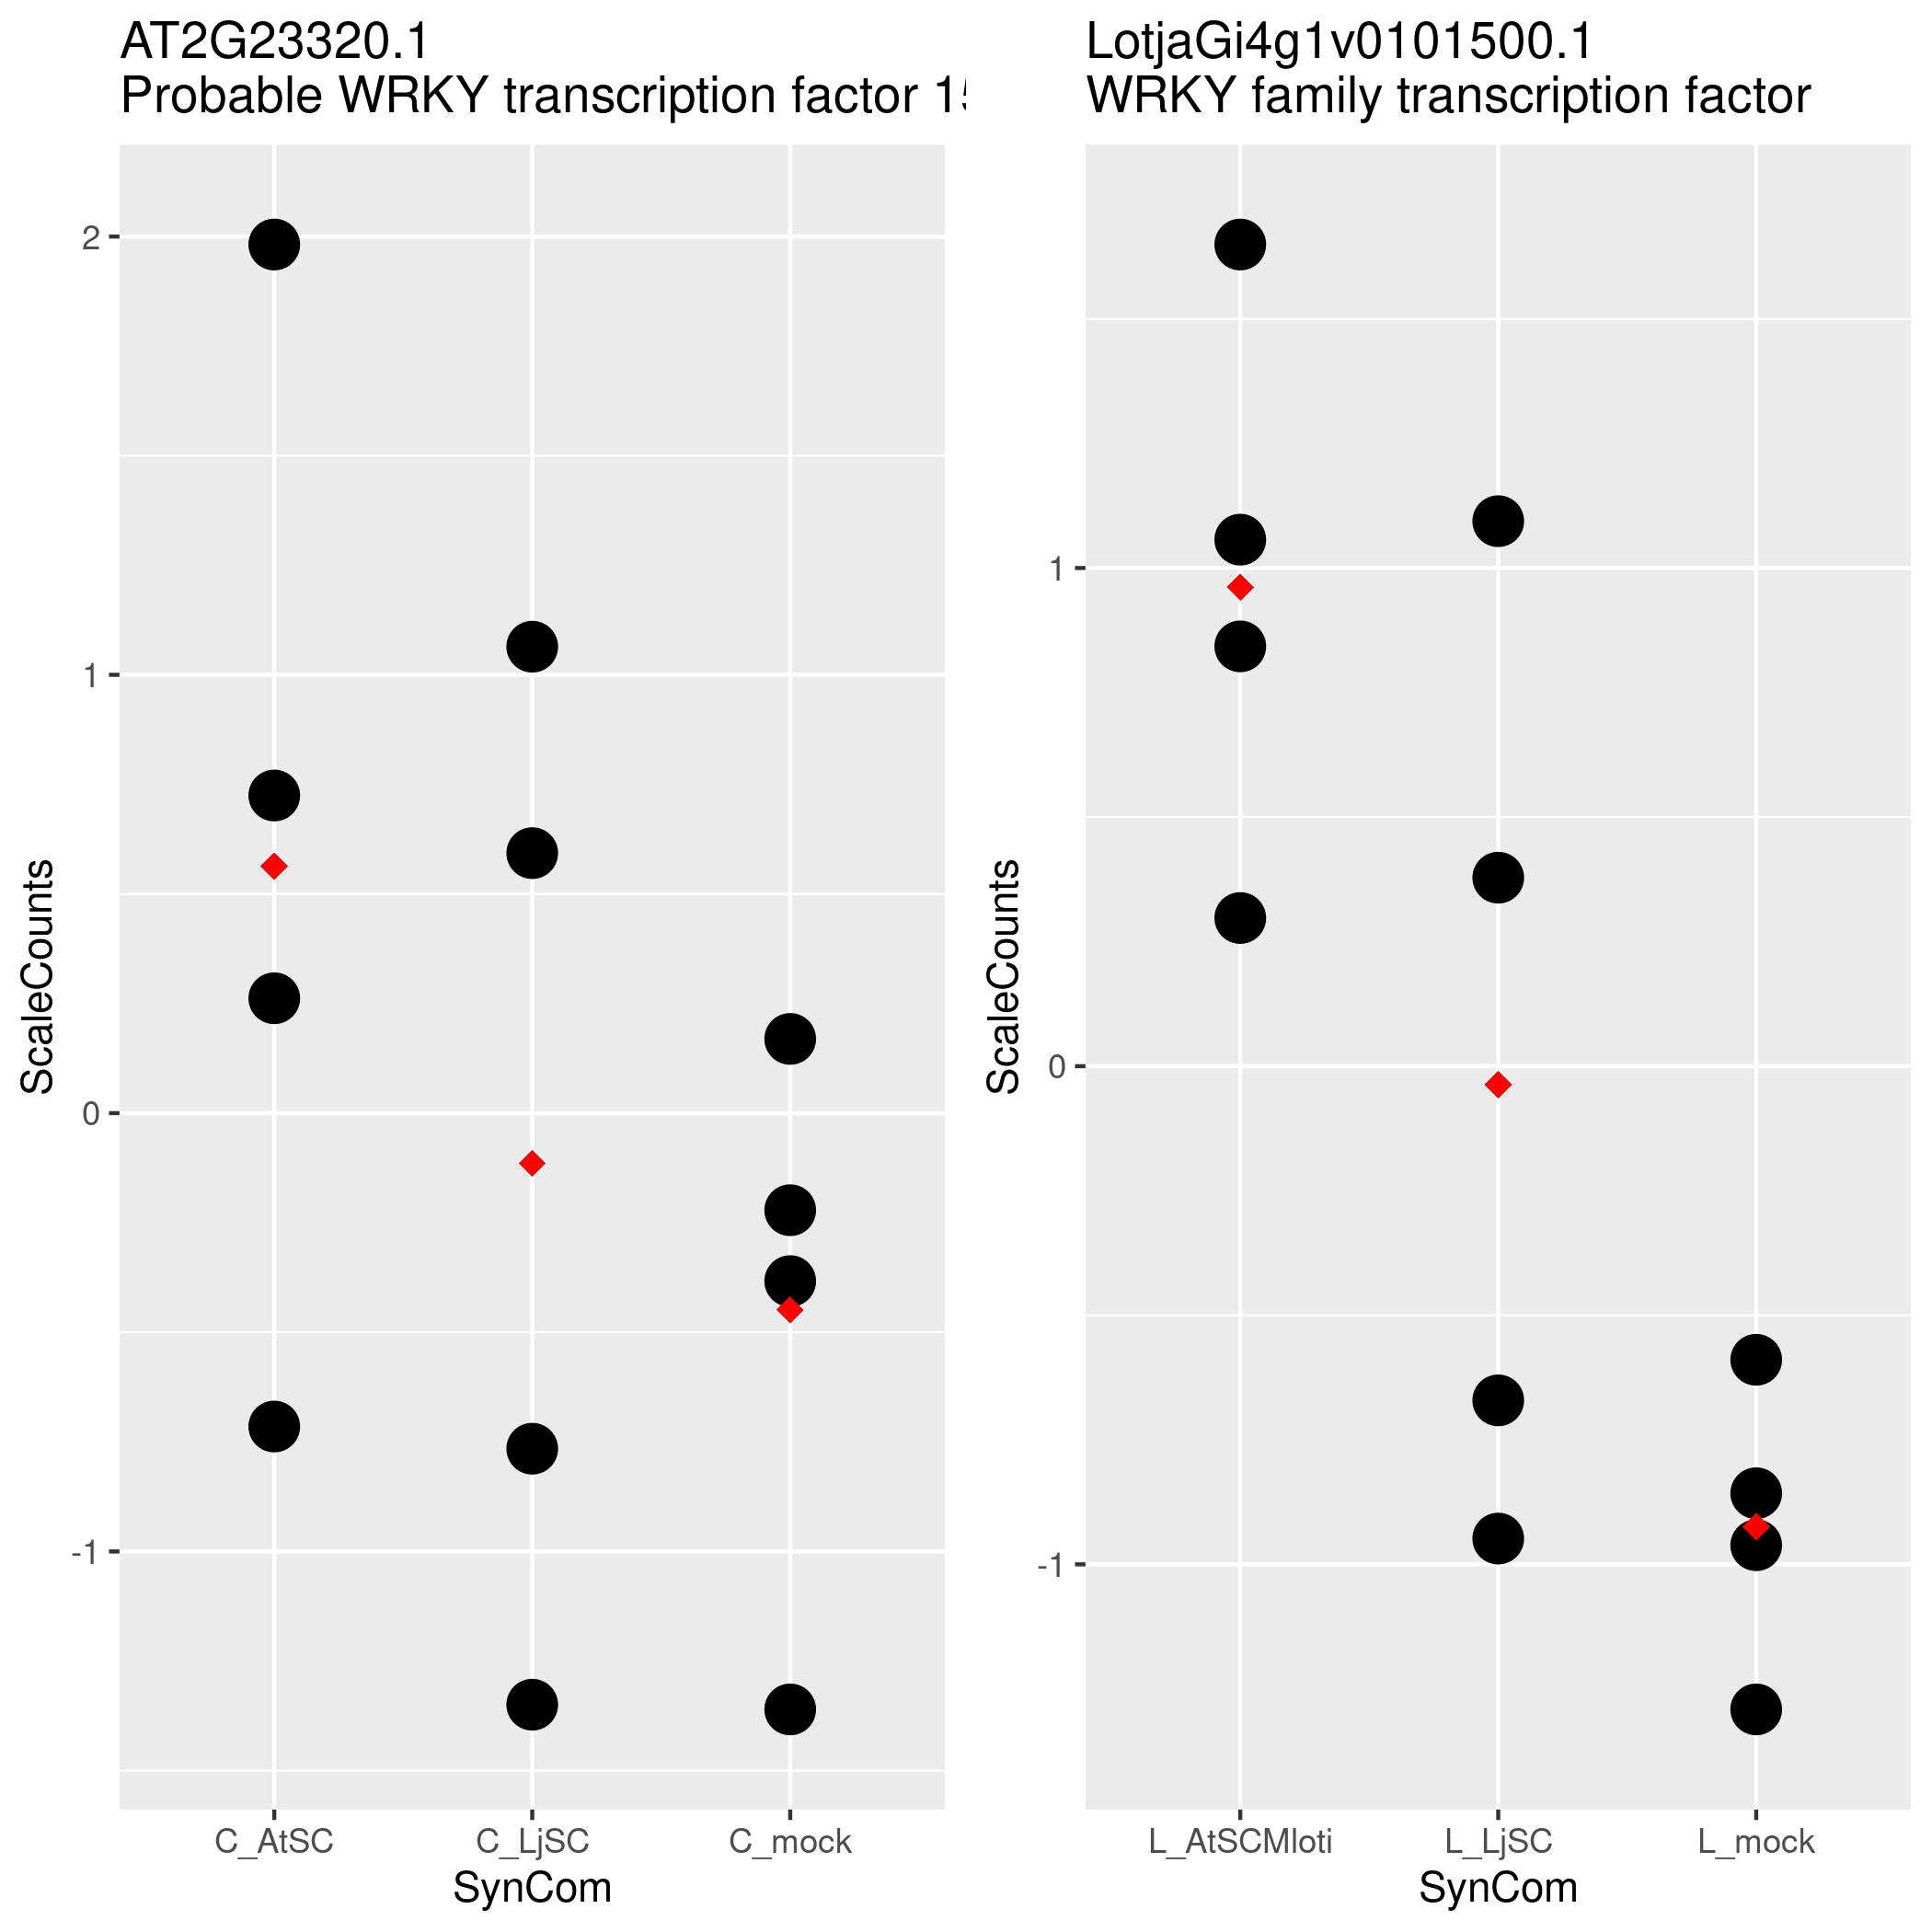 AT2G23320.1
Probable WRKY transcription factor
ScaleCounts
2
1
0
-1
C_AtSC
C_LjSC
C_mock
SynCom
LotjaGi4g1v0101500.1
WRKY family transcription factor
ScaleCounts
1
0
-1
L_AtSCMloti
L_LjSC
L_mock
SynCom